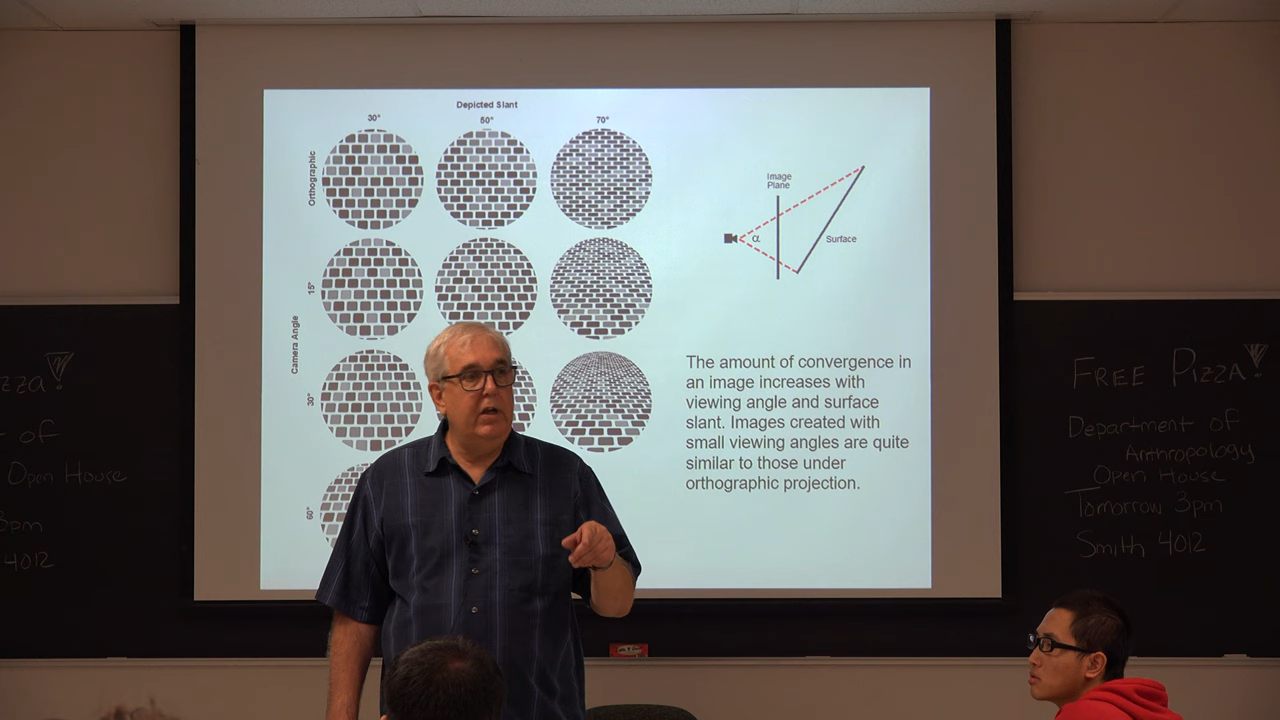 Depicted Slant
30°
50°
70°
Orthographic
15°
30°
60°
Camera Angle
Image
Plane
α
Surface
The amount of convergence in
an image increases with
viewing angle and surface
slant. Images created with
small viewing angles are quite
similar to those under
orthographic projection.
zza!
of
Open House
3pm
4012
FREE PIZZA!
Department of
Anthropology
Open House
Tomorrow 3pm
Smith 4012